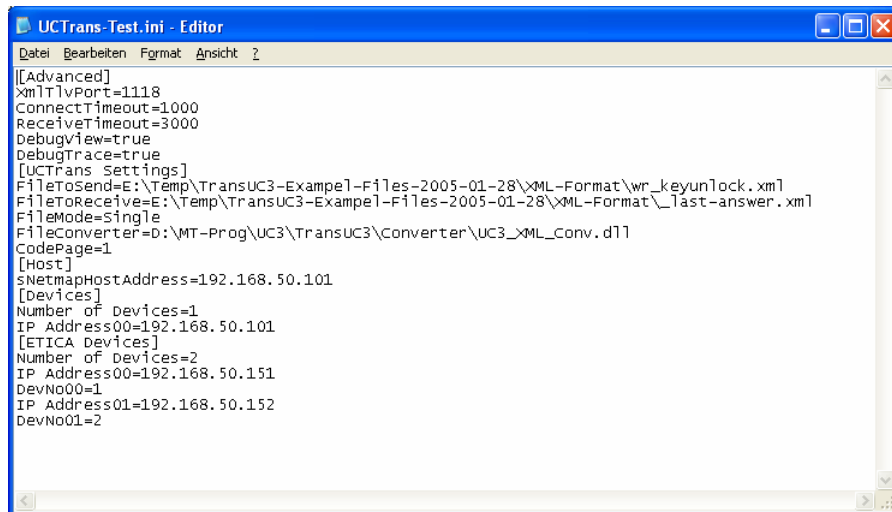 UCTrans-Test.ini - Editor
Datei Bearbeiten Format Ansicht ?
[Advanced]
XmlTlvPort=1118
ConnectTimeout=1000
ReceiveTimeout=3000
DebugView=true
DebugTrace=true
[UCTrans Settings]
FileToSend=E:\Temp\TransUC3-Exampel-Files-2005-01-28\XML-Format\wr_keyunlock.xml
FileToReceive=E:\Temp\TransUC3-Exampel-Files-2005-01-28\XML-Format\_last-answer.xml
FileMode=Single
FileConverter=D:\MT-Prog\UC3\TransUC3\Converter\UC3_XML_Conv.dll
CodePage=1
[Host]
sNetmapHostAddress=192.168.50.101
[Devices]
Number of Devices=1
IP Address00=192.168.50.101
[ETICA Devices]
Number of Devices=2
IP Address00=192.168.50.151
DevNo00=1
IP Address01=192.168.50.152
DevNo01=2